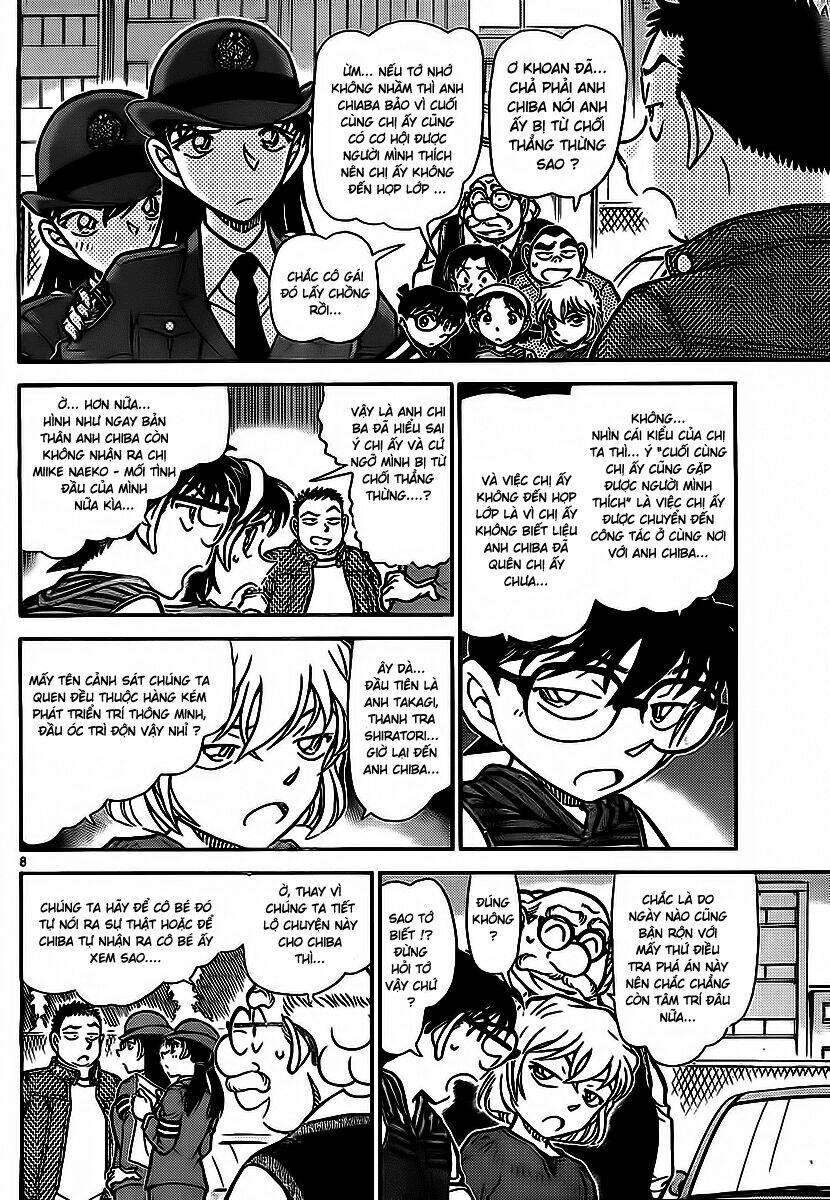 Ơ KHOAN ĐÃ...
CHẢ PHẢI ANH
CHIBA NÓI ANH
ẤY BỊ TỪ CHỐI
THẲNG THỪNG
SAO ?
ỪM... NẾU TỚ NHỚ
KHÔNG NHẦM THÌ ANH
CHIABA BẢO VÌ CUỐI
CÙNG CHỊ ẤY CŨNG
CÓ CƠ HỘI ĐƯỢC
NGƯỜI MÌNH THÍCH
NÊN CHỊ ẤY KHÔNG
ĐẾN HỌP LỚP ...
CHẮC CÔ GÁI
ĐÓ LẤY CHỒNG
RỒI...
VẬY LÀ ANH CHI
BA ĐÃ HIỂU SAI
Ý CHỊ ẤY VÀ CỨ
NGỠ MÌNH BỊ TỪ
CHỐI THẲNG
THỪNG....?
Ờ... HƠN NỮA...
HÌNH NHƯ NGAY BẢN
THÂN ANH CHIBA CÒN
KHÔNG NHẬN RA CHỊ
MIIKE NAEKO - MỐI TÌNH
ĐẦU CỦA MÌNH
NỮA KÌA...
KHÔNG...
NHÌN CÁI KIỂU CỦA CHỊ
TA THÌ... Ý "CUỐI CÙNG
CHỊ ẤY CŨNG GẶP
ĐƯỢC NGƯỜI MÌNH
THÍCH" LÀ VIỆC CHỊ ẤY
ĐƯỢC CHUYỂN ĐẾN
CÔNG TÁC Ở CÙNG NƠI
VỚI ANH CHIBA...
VÀ VIỆC CHỊ ẤY
KHÔNG ĐẾN HỌP
LỚP LÀ VÌ CHỊ ẤY
KHÔNG BIẾT LIỆU
ANH CHIBA ĐÃ
QUÊN CHỊ ẤY
CHƯA...
ÂY DÀ...
ĐẦU TIÊN LÀ
ANH TAKAGI,
THANH TRA
SHIRATORI...
GIỜ LẠI ĐẾN
ANH CHIBA...
MẤY TÊN CẢNH SÁT CHÚNG TA
QUEN ĐỀU THUỘC HÀNG KÉM
PHÁT TRIỂN TRÍ THÔNG MINH,
ĐẦU ÓC TRÌ ĐỘN VẬY NHỈ ?
8
CHẮC LÀ DO
NGÀY NÀO CŨNG
BẬN RỘN VỚI
MẤY THỨ ĐIỀU
TRA PHÁ ÁN NÀY
NÊN CHẮC CHẲNG
CÒN TÂM TRÍ ĐÂU
NỮA...
ĐÚNG
KHÔNG
?
SAO TỚ
BIẾT !?
ĐỪNG
HỎI TỚ
VẬY CHỨ
?
Ờ, THAY VÌ
CHÚNG TA TIẾT
LỘ CHUYỆN NÀY
CHO CHIBA
THÌ...
CHÚNG TA HÃY ĐỂ CÔ BÉ ĐÓ
TỰ NÓI RA SỰ THẬT HOẶC ĐỂ
CHIBA TỰ NHẬN RA CÔ BÉ ẤY
XEM SAO....